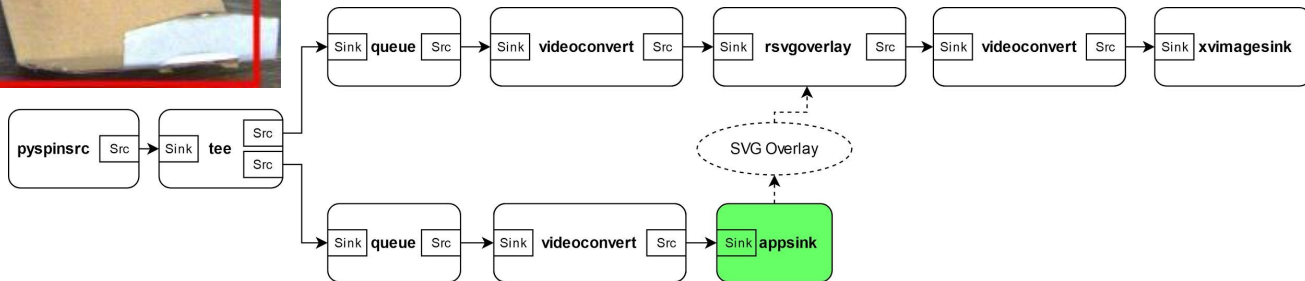 Sink queue Src
Sink videoconvert Src
Sink rsvgoverlay Src
Sink videoconvert Src
Sink xvimagesink
pyspinsrc Src
Sink tee Src
Src
SVG Overlay
Sink queue Src
Sink videoconvert Src
Sink appsink